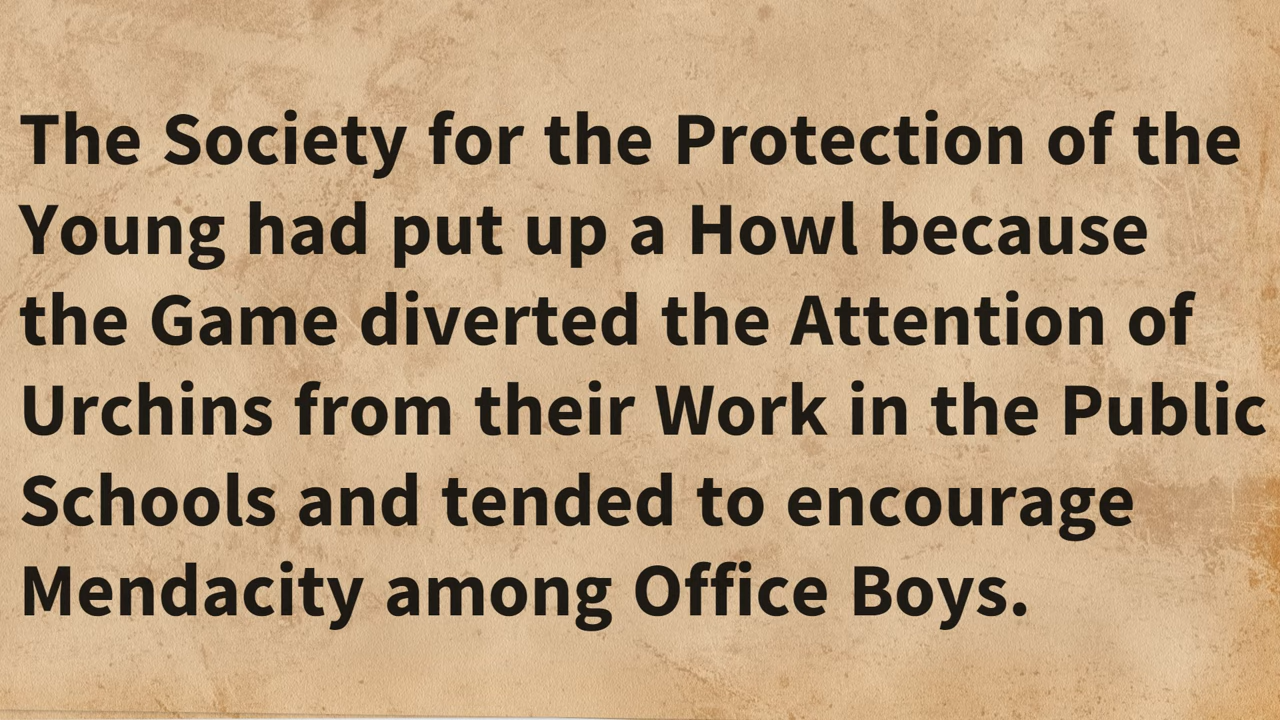 The Society for the Protection of the
Young had put up a Howl because
the Game diverted the Attention of
Urchins from their Work in the Public
Schools and tended to encourage
Mendacity among Office Boys.